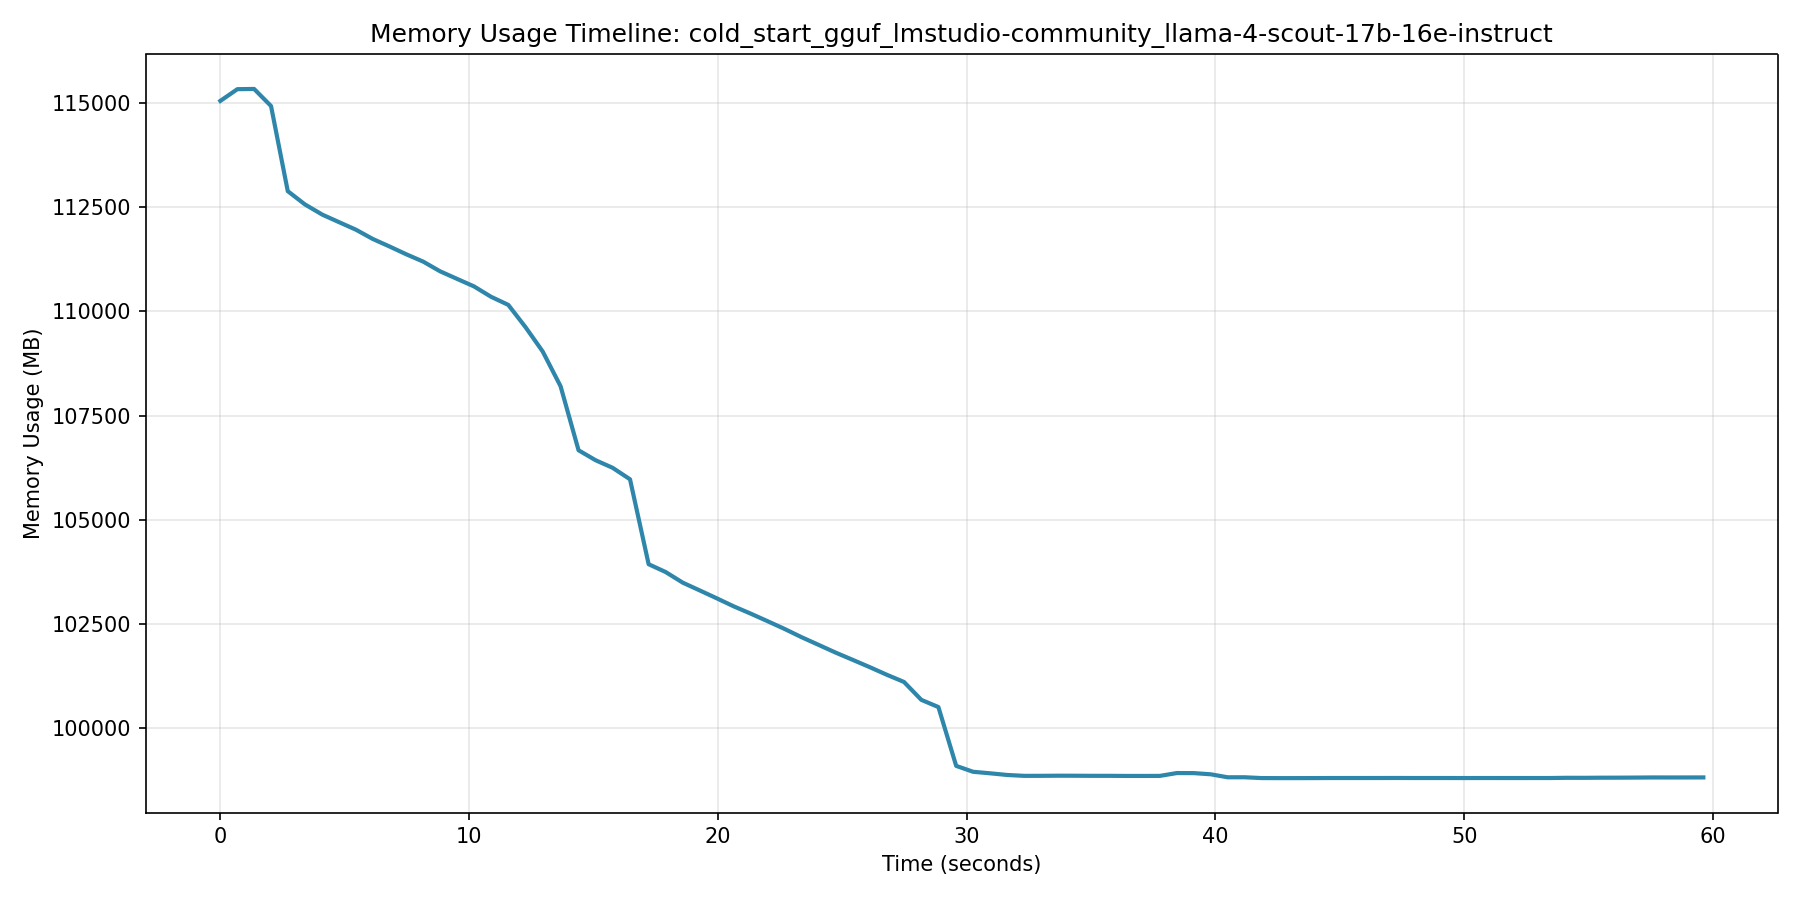 Memory Usage Timeline: cold_start_gguf_lmstudio-community_llama-4-scout-17b-16e-instruct
Memory Usage (MB)
115000
112500
110000
107500
105000
102500
100000
0 10 20 30 40 50 60
Time (seconds)